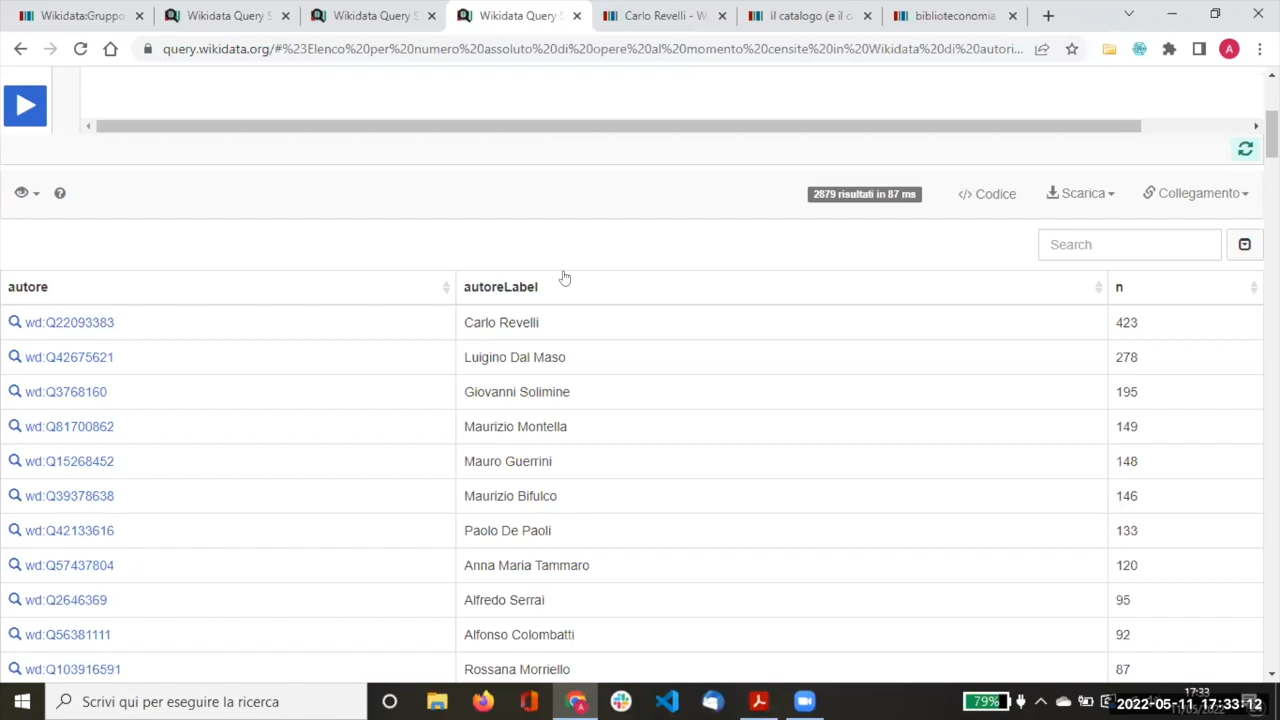 Wikidata:Gruppo
Wikidata Query S
Wikidata Query S
Wikidata Query S
Carlo Revelli - W
il catalogo (e il c
biblioteconomia
query.wikidata.org/#%23Elenco%20per%20numero%20assoluto%20di%20opere%20al%20momento%20censite%20in%20Wikidata%20di%20autori...
A
2879 risultati in 87 ms
</> Codice
Scarica
Collegamento
Search
autore autoreLabel n
wd:Q22093383 Carlo Revelli 423
wd:Q42675621 Luigino Dal Maso 278
wd:Q3768160 Giovanni Solimine 195
wd:Q81700862 Maurizio Montella 149
wd:Q15268452 Mauro Guerrini 148
wd:Q39378638 Maurizio Bifulco 146
wd:Q42133616 Paolo De Paoli 133
wd:Q57437804 Anna Maria Tammaro 120
wd:Q2646369 Alfredo Serrai 95
wd:Q56381111 Alfonso Colombatti 92
wd:Q103916591 Rossana Morriello 87
Scrivi qui per eseguire la ricerca
79%
17:33
2022-05-11, 17:33:12